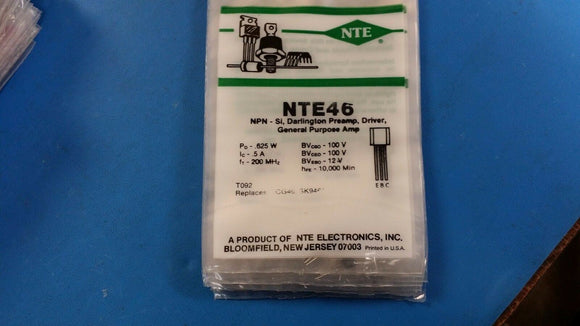 NTE
NTE46
NPN - Si, Darlington Preamp, Driver,
General Purpose Amp
PD - .625 W BVCBO - 100 V
IC - .5 A BVCEO - 100 V
fT - 200 MHz BVEBO - 12 V
hFE - 10,000 Min
E B C
T092
Replaces
A PRODUCT OF NTE ELECTRONICS, INC.
BLOOMFIELD, NEW JERSEY 07003 Printed in U.S.A.